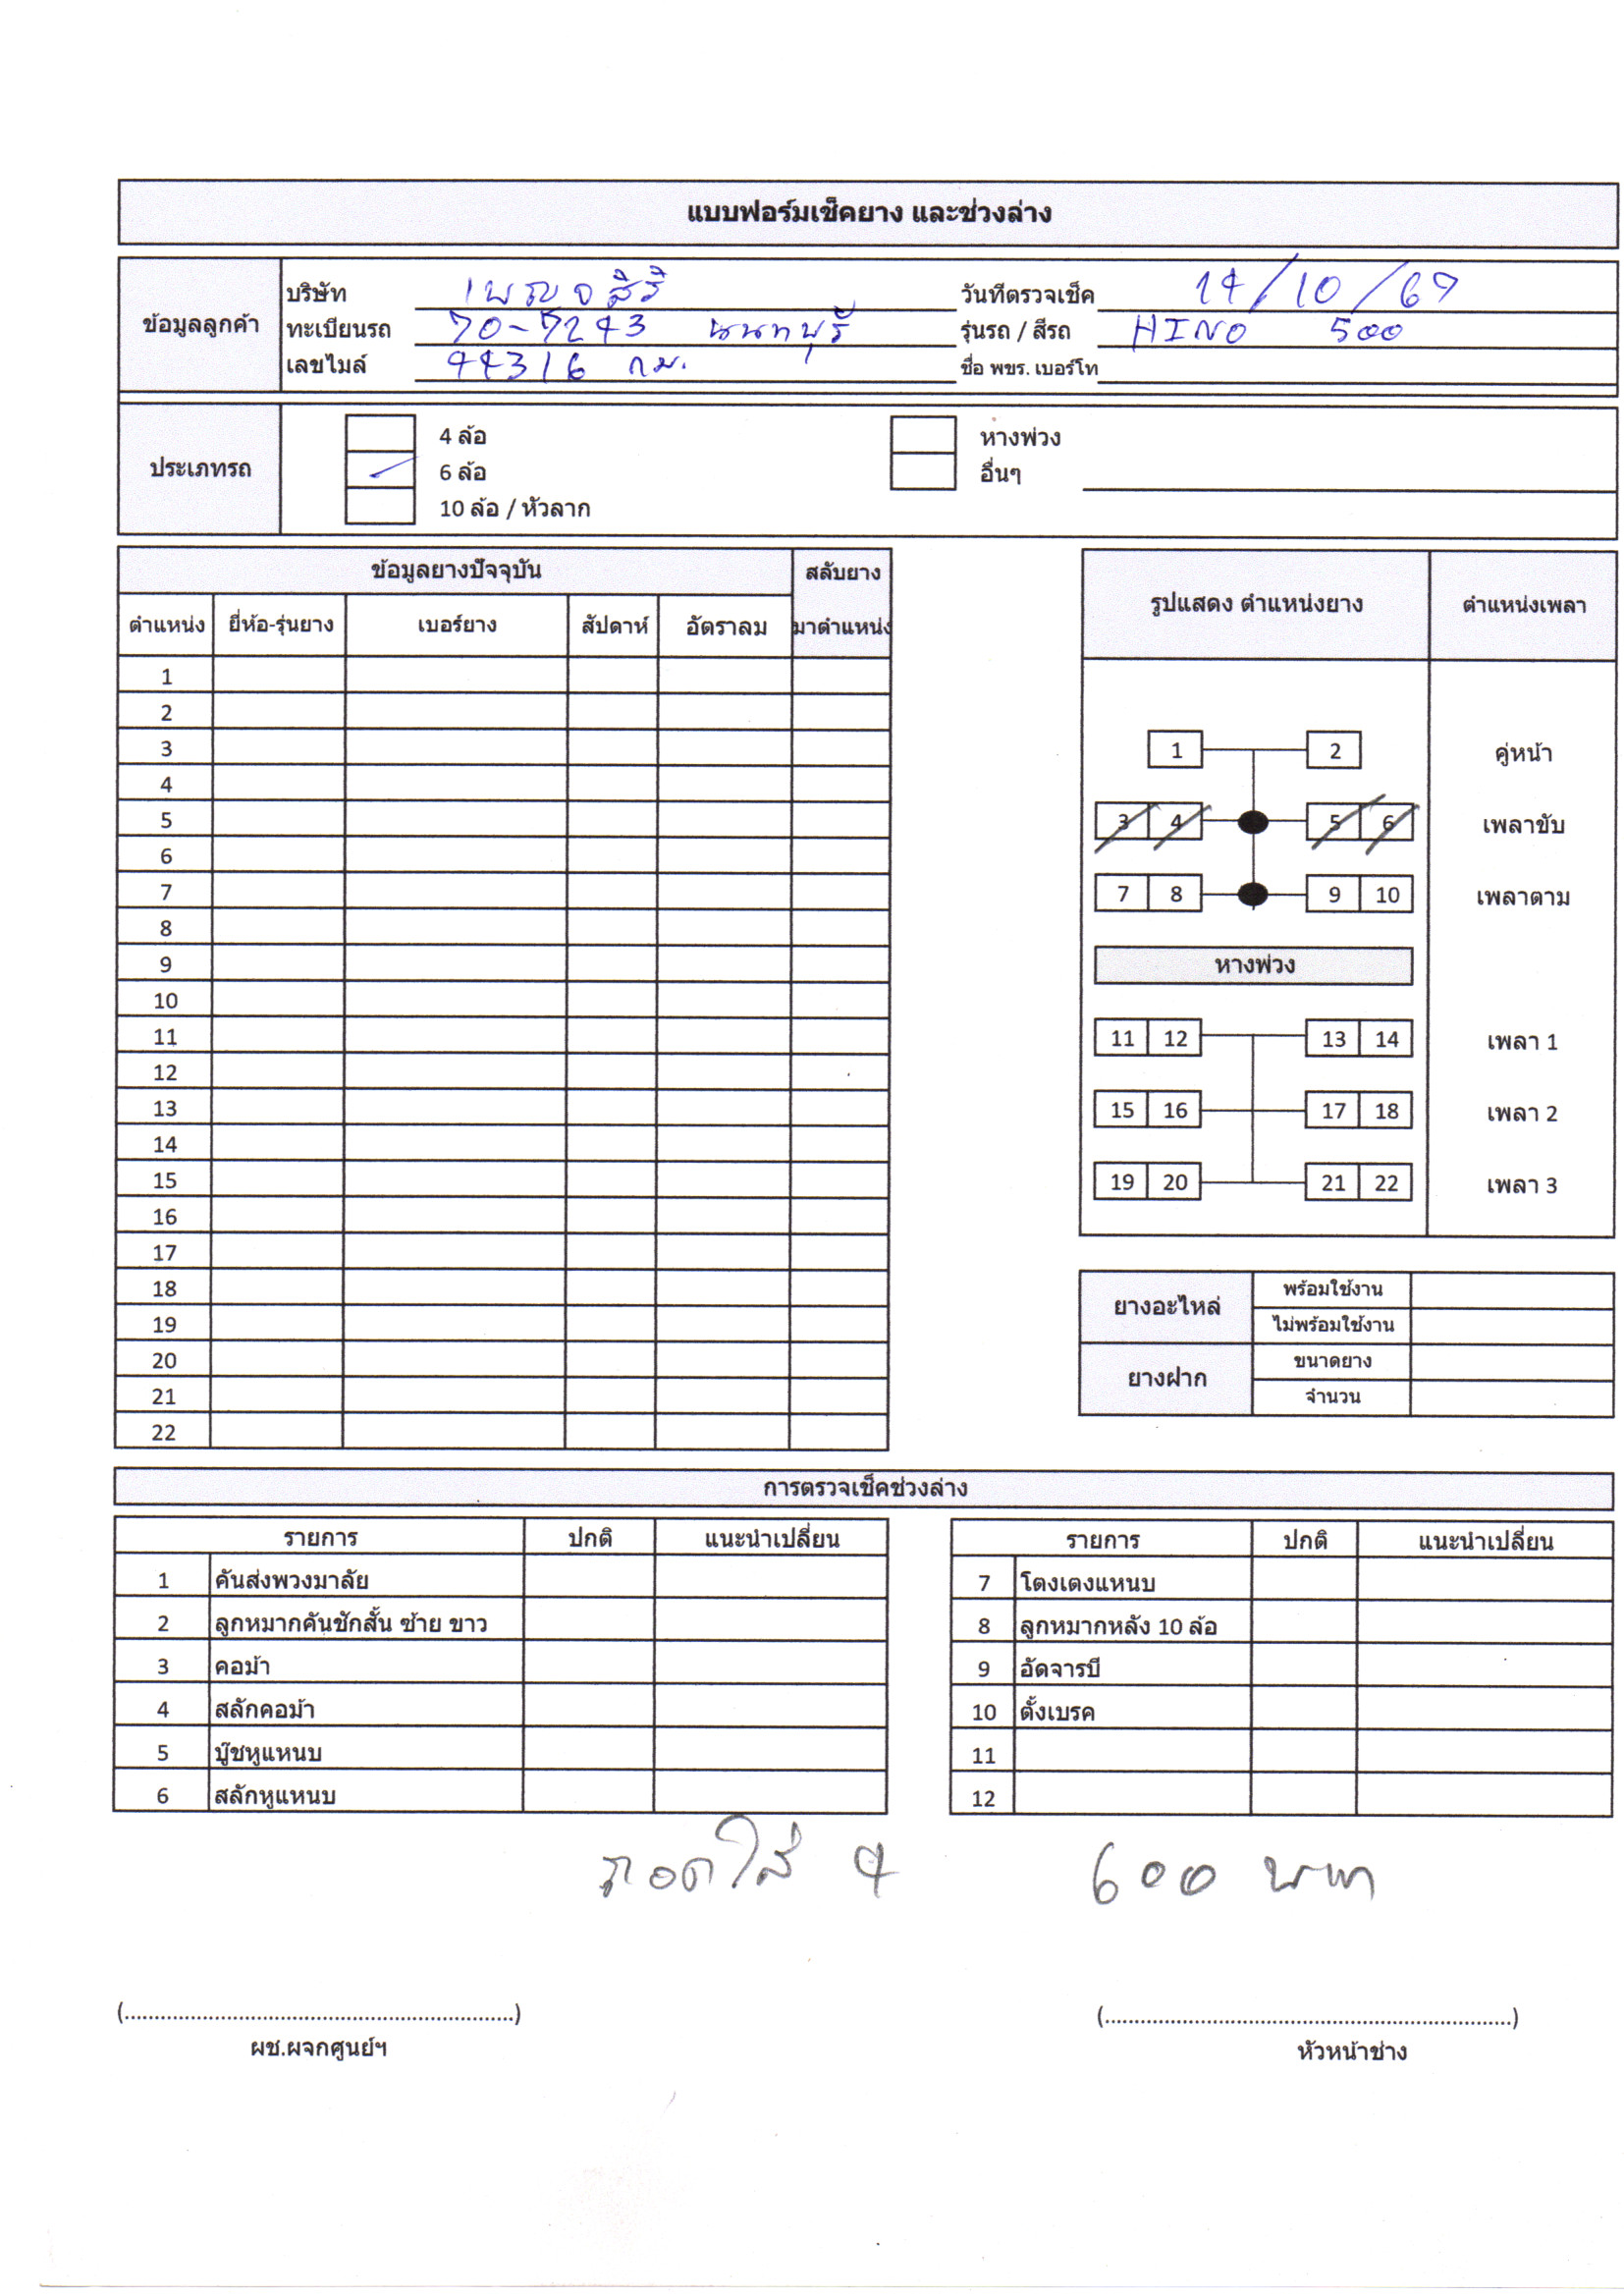 แบบฟอร์มเช็คยาง และช่วงล่าง
ข้อมูลลูกค้า
บริษัท เพชญจสิริ วันที่ตรวจเช็ค 14/10/67
ทะเบียนรถ 70-7243 นนทบุรี รุ่นรถ / สีรถ HINO 500
เลขไมล์ 44316 กม. ชื่อ พขร. เบอร์โท
ประเภทรถ
4 ล้อ หางพ่วง
6 ล้อ อื่นๆ
10 ล้อ / หัวลาก
ข้อมูลยางปัจจุบัน สลับยาง
ตำแหน่ง ยี่ห้อ-รุ่นยาง เบอร์ยาง สัปดาห์ อัตราลม มาตำแหน่ง
1
2
3
4
5
6
7
8
9
10
11
12
13
14
15
16
17
18
19
20
21
22
รูปแสดง ตำแหน่งยาง ตำแหน่งเพลา
1 2 คู่หน้า
3 4 5 6 เพลาขับ
7 8 9 10 เพลาตาม
หางพ่วง
11 12 13 14 เพลา 1
15 16 17 18 เพลา 2
19 20 21 22 เพลา 3
ยางอะไหล่ พร้อมใช้งาน
ไม่พร้อมใช้งาน
ยางฝาก ขนาดยาง
จำนวน
การตรวจเช็คช่วงล่าง
รายการ ปกติ แนะนำเปลี่ยน
1 คันส่งพวงมาลัย
2 ลูกหมากคันชักสั้น ซ้าย ขาว
3 คอม้า
4 สลักคอม้า
5 บู๊ชหูแหนบ
6 สลักหูแหนบ
รายการ ปกติ แนะนำเปลี่ยน
7 โตงเตงแหนบ
8 ลูกหมากหลัง 10 ล้อ
9 อัดจารบี
10 ตั้งเบรค
11
12
ถอดใส่ 4 600 บาท
(................................................................)
ผช.ผจกศูนย์ฯ
(...................................................................)
หัวหน้าช่าง